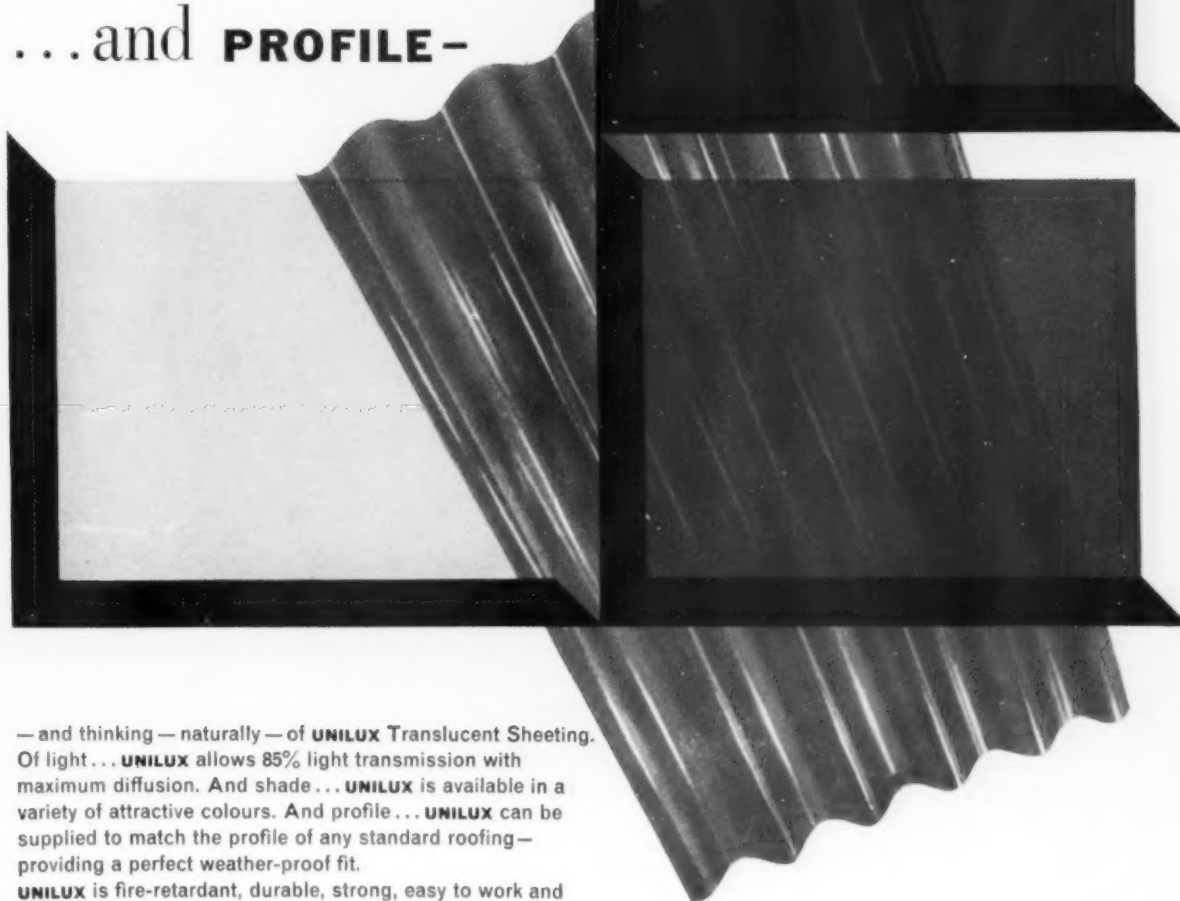 ...and PROFILE–
— and thinking — naturally — of UNILUX Translucent Sheeting.
Of light... UNILUX allows 85% light transmission with
maximum diffusion. And shade... UNILUX is available in a
variety of attractive colours. And profile... UNILUX can be
supplied to match the profile of any standard roofing—
providing a perfect weather-proof fit.
UNILUX is fire-retardant, durable, strong, easy to work and